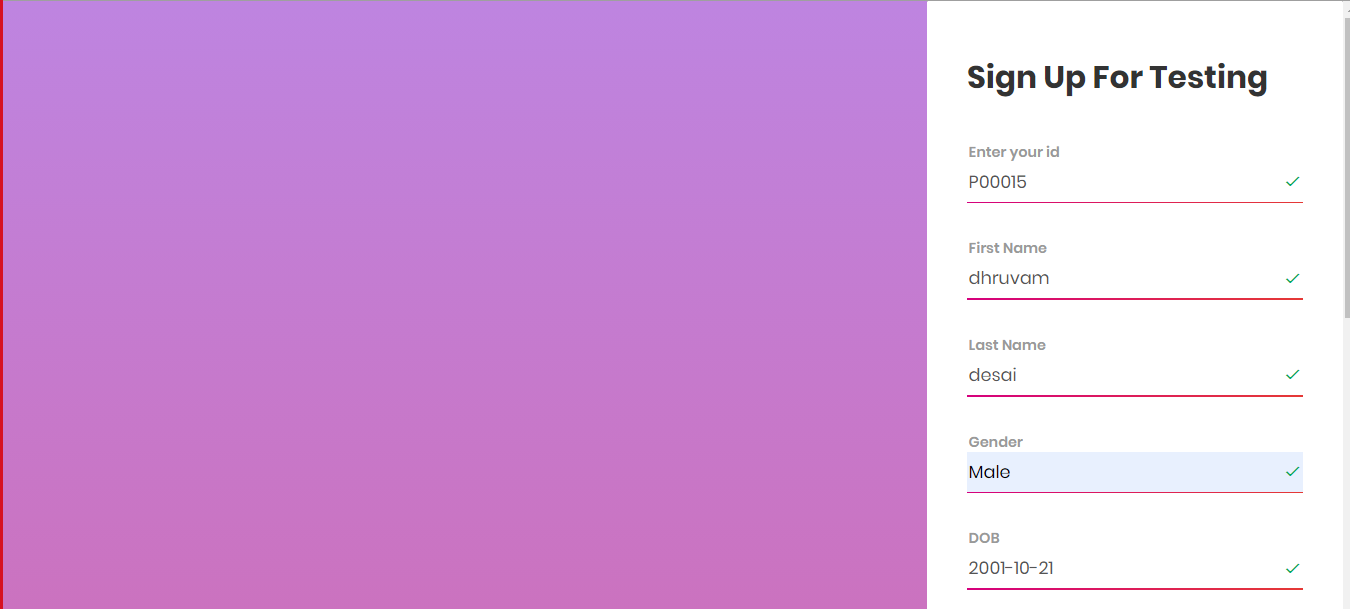 Sign Up For Testing
Enter your id
P00015
First Name
dhruvam
Last Name
desai
Gender
Male
DOB
2001-10-21